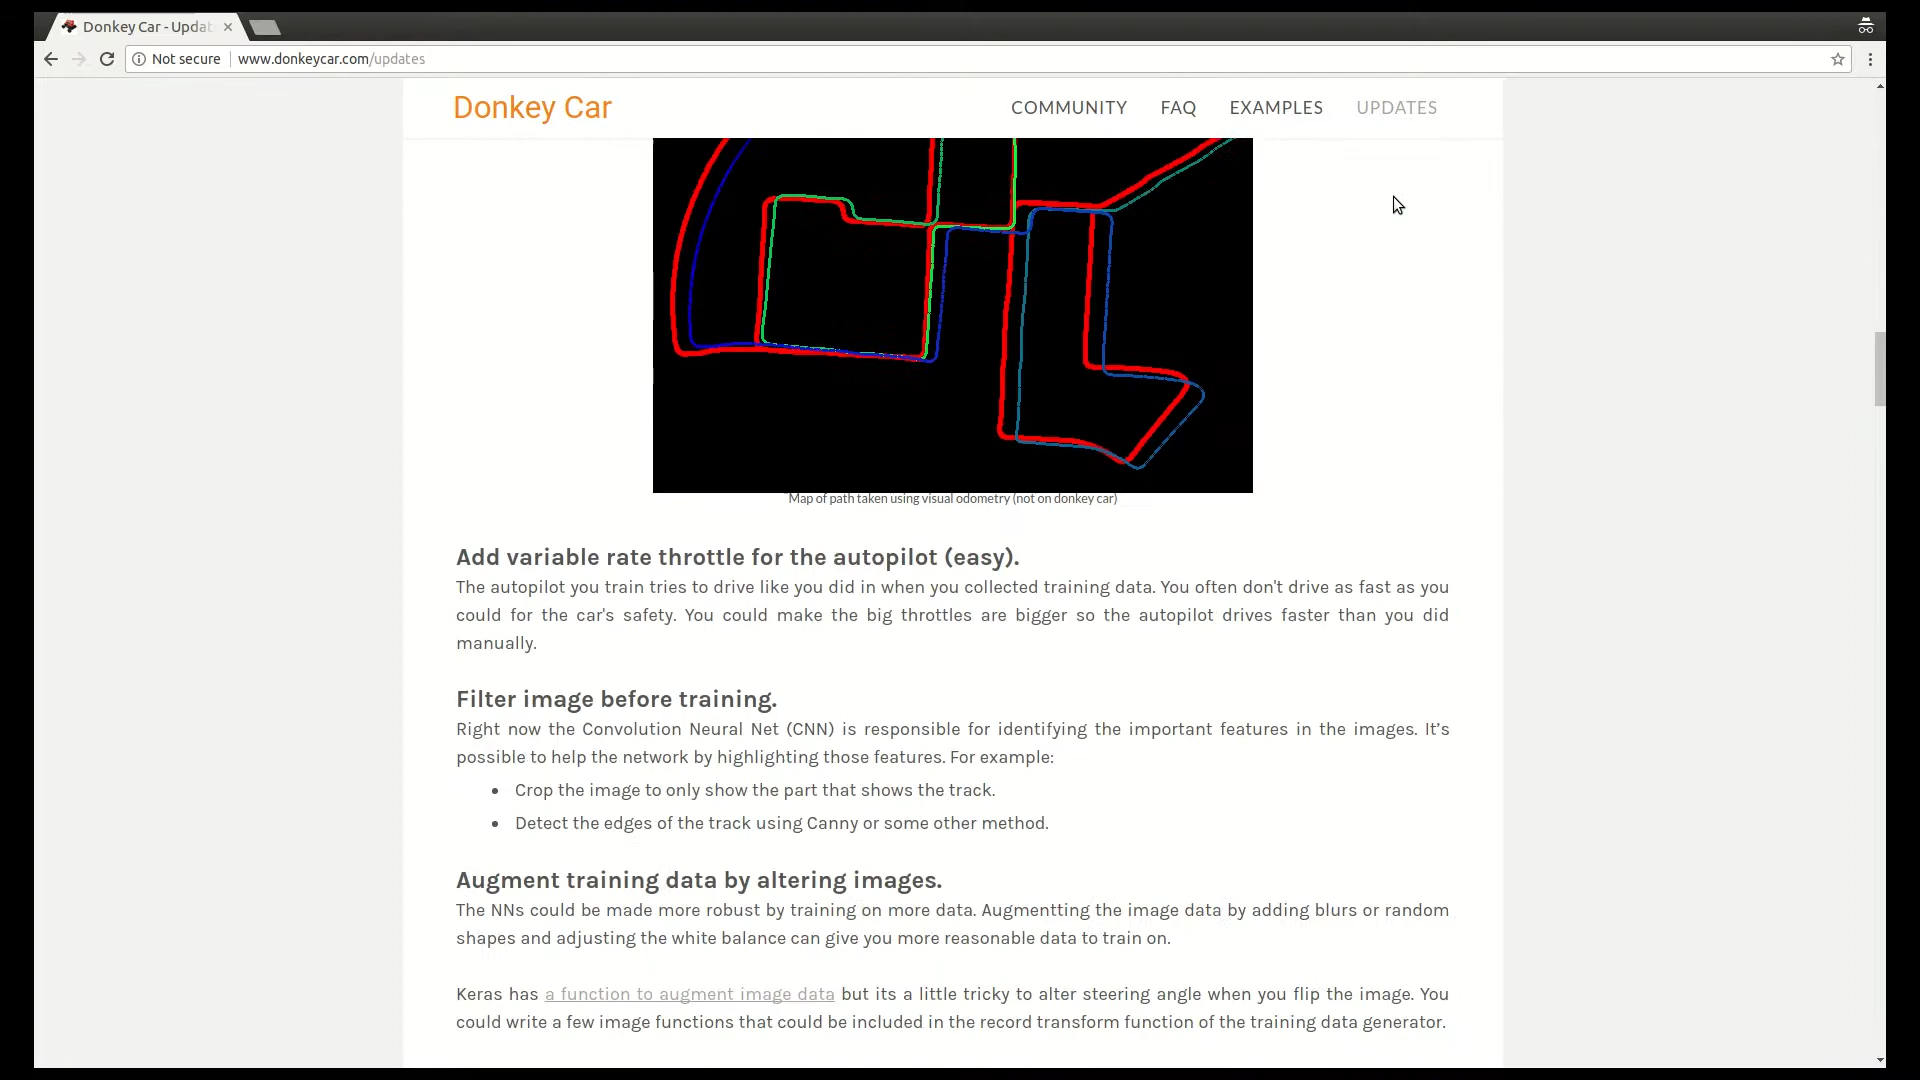 Donkey Car - Updat
Not secure
www.donkeycar.com/updates
Donkey Car
COMMUNITY FAQ EXAMPLES UPDATES
Map of path taken using visual odometry (not on donkey car)
Add variable rate throttle for the autopilot (easy).
The autopilot you train tries to drive like you did in when you collected training data. You often don't drive as fast as you
could for the car's safety. You could make the big throttles are bigger so the autopilot drives faster than you did
manually.
Filter image before training.
Right now the Convolution Neural Net (CNN) is responsible for identifying the important features in the images. It’s
possible to help the network by highlighting those features. For example:
• Crop the image to only show the part that shows the track.
• Detect the edges of the track using Canny or some other method.
Augment training data by altering images.
The NNs could be made more robust by training on more data. Augmentting the image data by adding blurs or random
shapes and adjusting the white balance can give you more reasonable data to train on.
Keras has a function to augment image data but its a little tricky to alter steering angle when you flip the image. You
could write a few image functions that could be included in the record transform function of the training data generator.